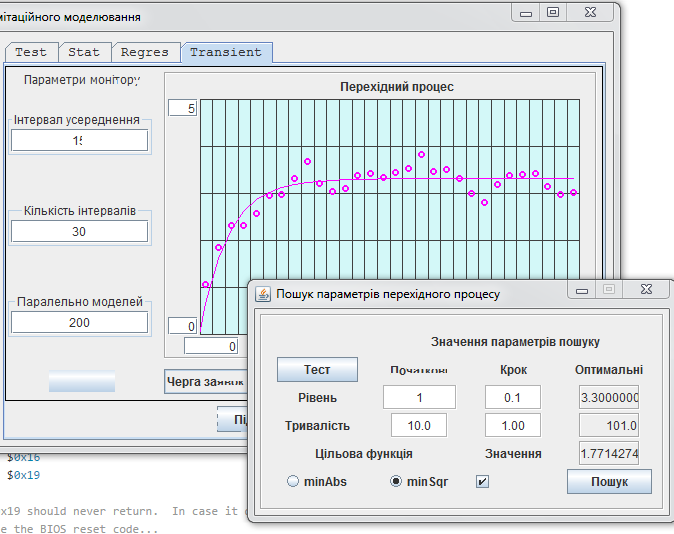 мітаційного моделювання
Test Stat Regres Transient
Параметри монітору
Інтервал усереднення
15
Кількість інтервалів
30
Паралельно моделей
200
Перехідний процес
5
0
0
Черга заявок
Пі
Пошук параметрів перехідного процесу
Значення параметрів пошуку
Тест Початкові Крок Оптимальні
Рівень 1 0.1 3.3000000
Тривалість 10.0 1.00 101.0
Цільова функція Значення 1.7714274
minAbs minSqr Пошук
$0x16
$0x19
x19 should never return. In case it
e the BIOS reset code...